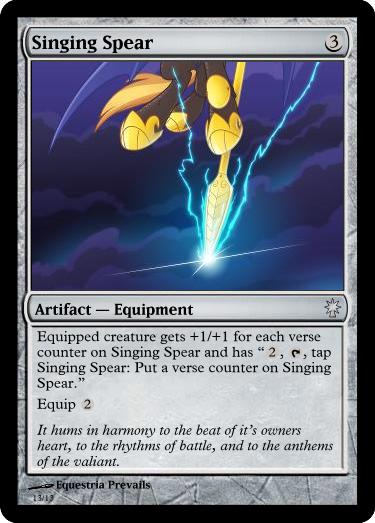 Singing Spear 3
Artifact — Equipment
Equipped creature gets +1/+1 for each verse
counter on Singing Spear and has “2, , tap
Singing Spear: Put a verse counter on Singing
Spear.”
Equip 2
It hums in harmony to the beat of it's owners
heart, to the rhythms of battle, and to the anthems
of the valiant.
Equestria Prevails
13/13